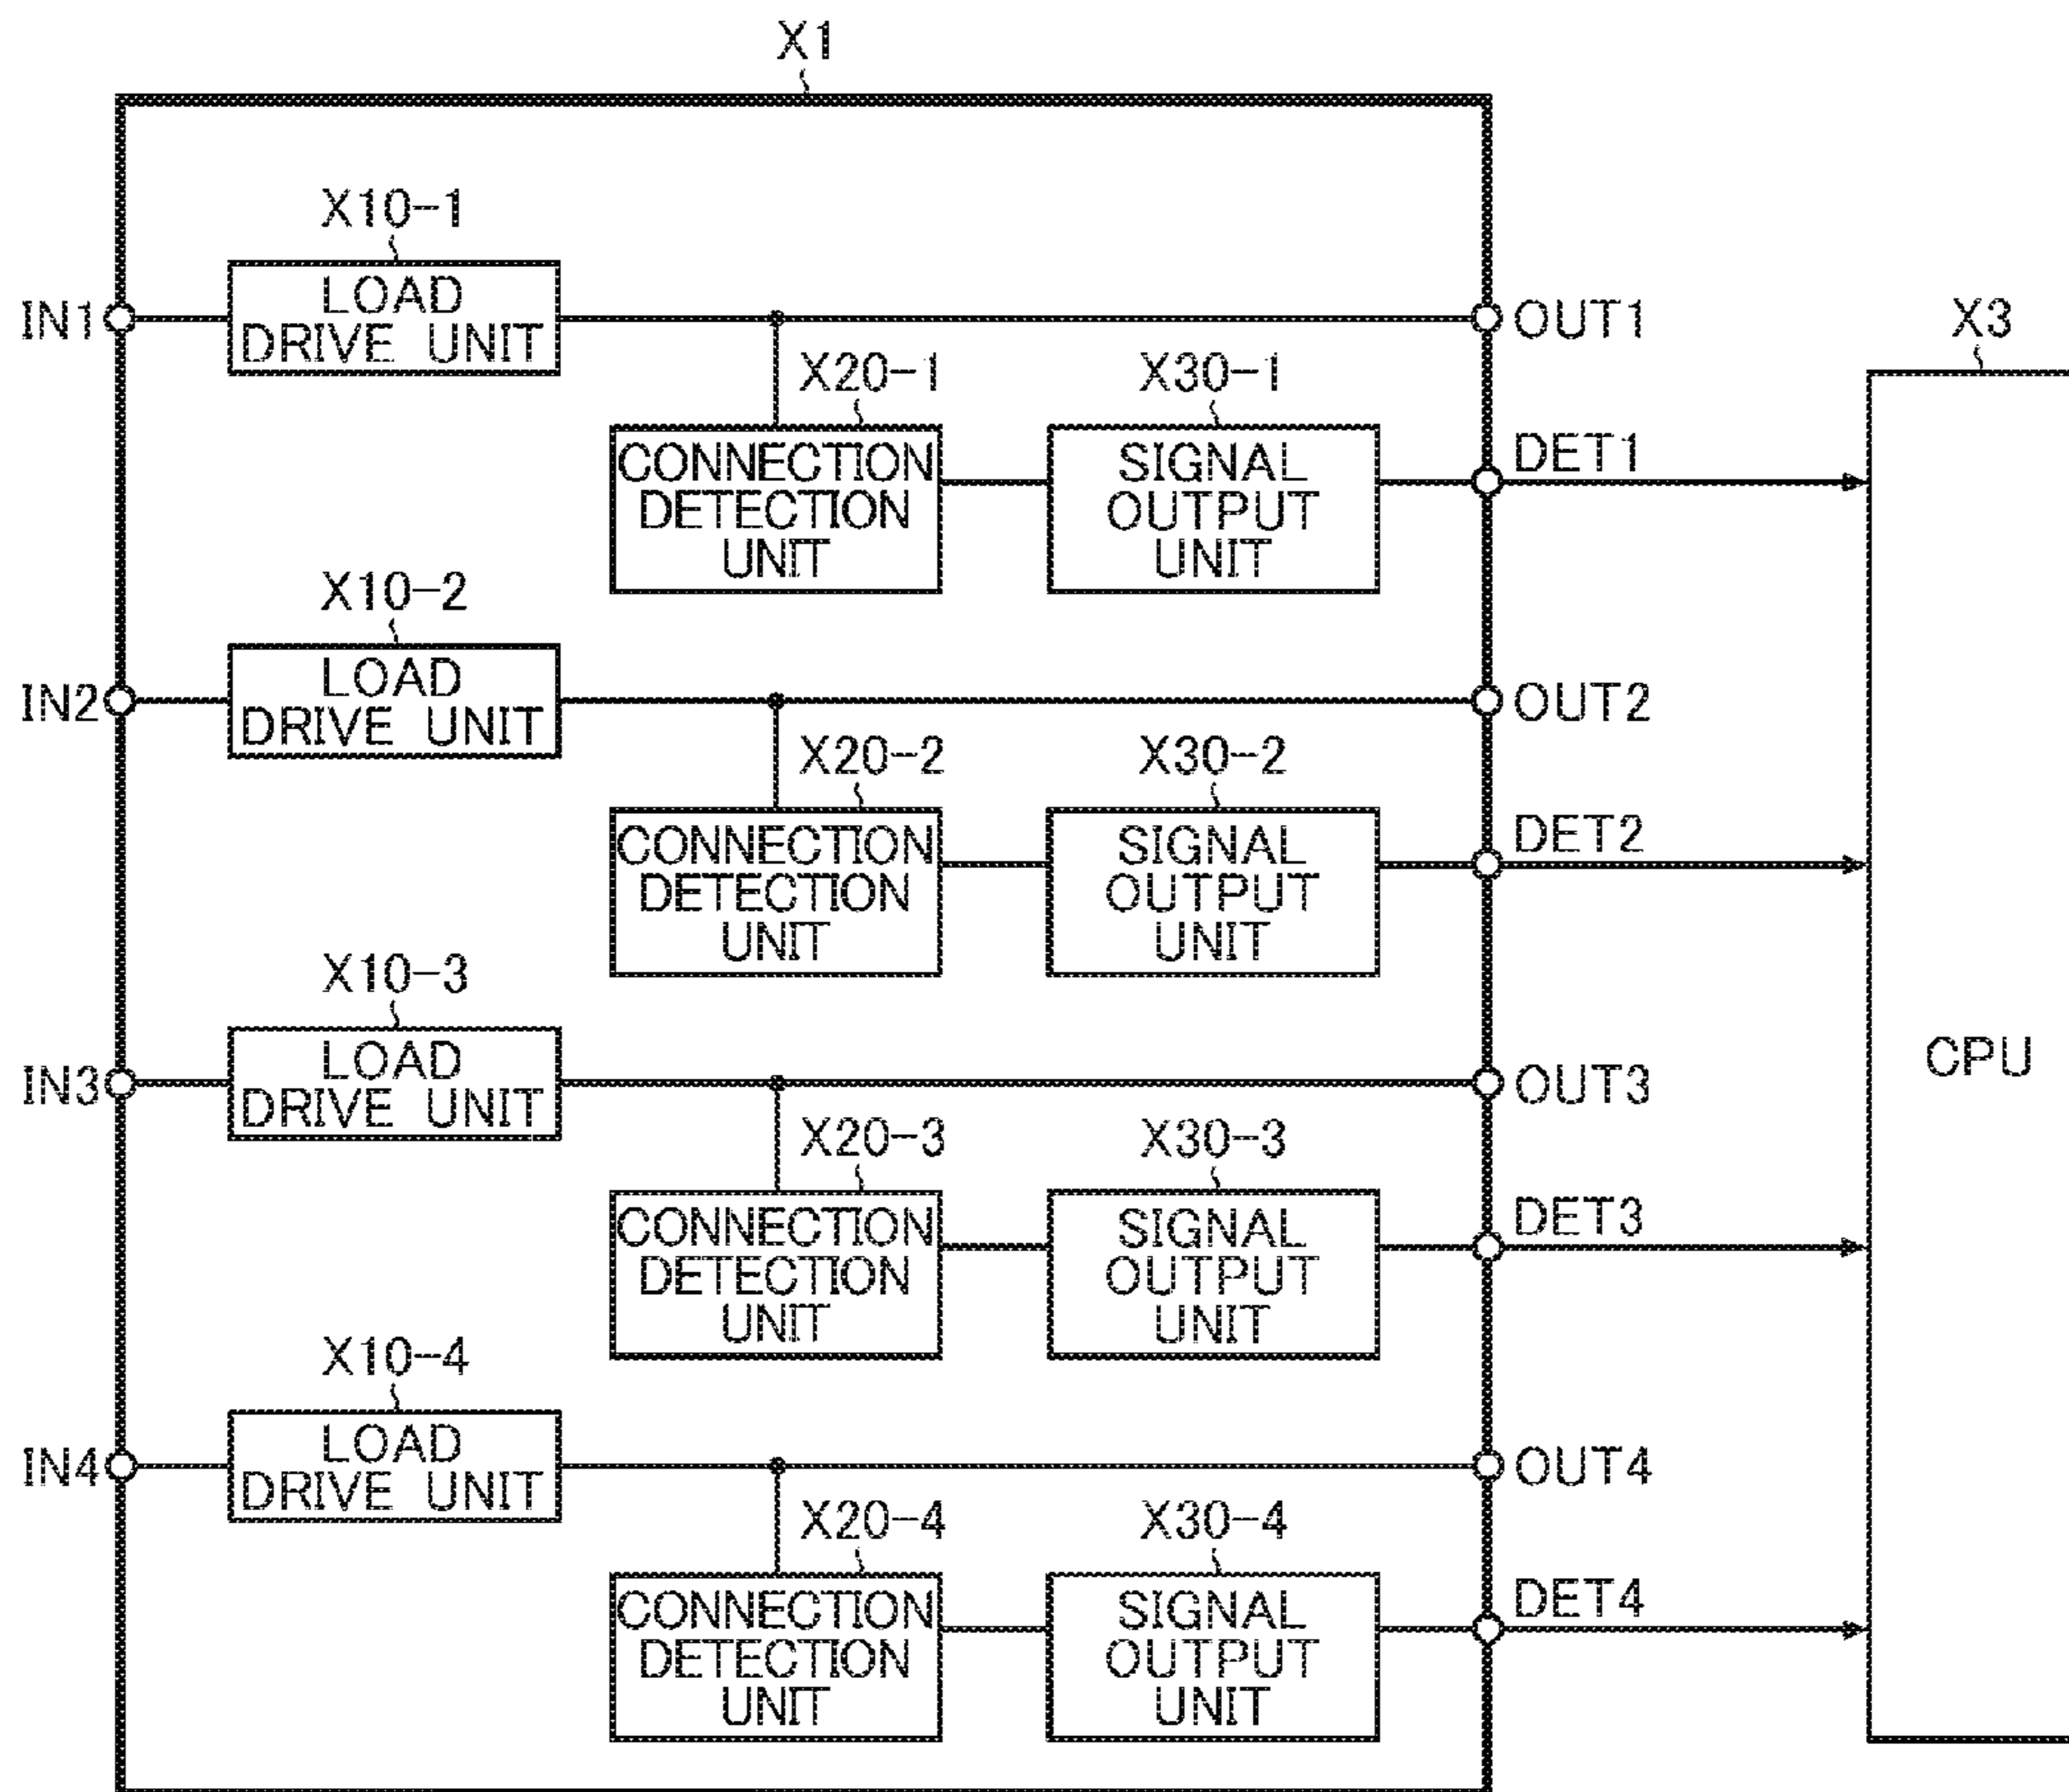 X1
X10-1
LOAD
DRIVE UNIT
IN1
OUT1
X3
X20-1
X30-1
CONNECTION
DETECTION
UNIT
SIGNAL
OUTPUT
UNIT
DET1
X10-2
LOAD
DRIVE UNIT
IN2
OUT2
X20-2
X30-2
CONNECTION
DETECTION
UNIT
SIGNAL
OUTPUT
UNIT
DET2
X10-3
LOAD
DRIVE UNIT
IN3
OUT3
CPU
X20-3
X30-3
CONNECTION
DETECTION
UNIT
SIGNAL
OUTPUT
UNIT
DET3
X10-4
LOAD
DRIVE UNIT
IN4
OUT4
X20-4
X30-4
CONNECTION
DETECTION
UNIT
SIGNAL
OUTPUT
UNIT
DET4